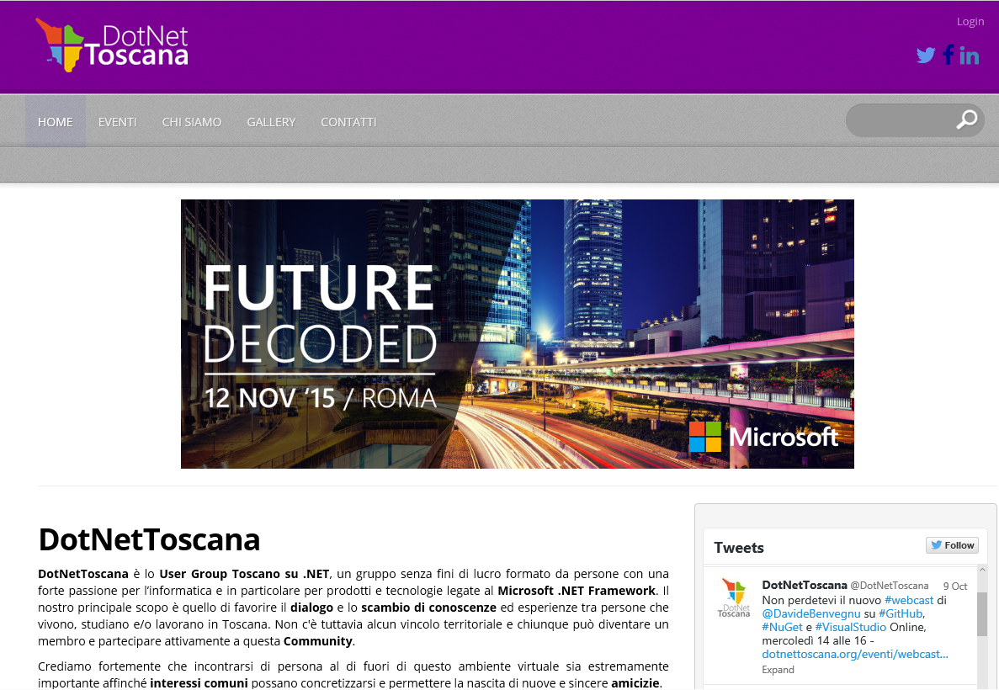 Login
DotNet
Toscana
HOME EVENTI CHI SIAMO GALLERY CONTATTI
FUTURE
DECODED
12 NOV '15 / ROMA
Microsoft
DotNetToscana
DotNetToscana è lo User Group Toscano su .NET, un gruppo senza fini di lucro formato da persone con una
forte passione per l’informatica e in particolare per prodotti e tecnologie legate al Microsoft .NET Framework. Il
nostro principale scopo è quello di favorire il dialogo e lo scambio di conoscenze ed esperienze tra persone che
vivono, studiano e/o lavorano in Toscana. Non c'è tuttavia alcun vincolo territoriale e chiunque può diventare un
membro e partecipare attivamente a questa Community.
Crediamo fortemente che incontrarsi di persona al di fuori di questo ambiente virtuale sia estremamente
importante affinché interessi comuni possano concretizzarsi e permettere la nascita di nuove e sincere amicizie.
Tweets
Follow
DotNet
Toscana
DotNetToscana @DotNetToscana 9 Oct
Non perdetevi il nuovo #webcast di
@DavideBenvegnu su #GitHub,
#NuGet e #VisualStudio Online,
mercoledì 14 alle 16 -
dotnettoscana.org/eventi/webcast...
Expand